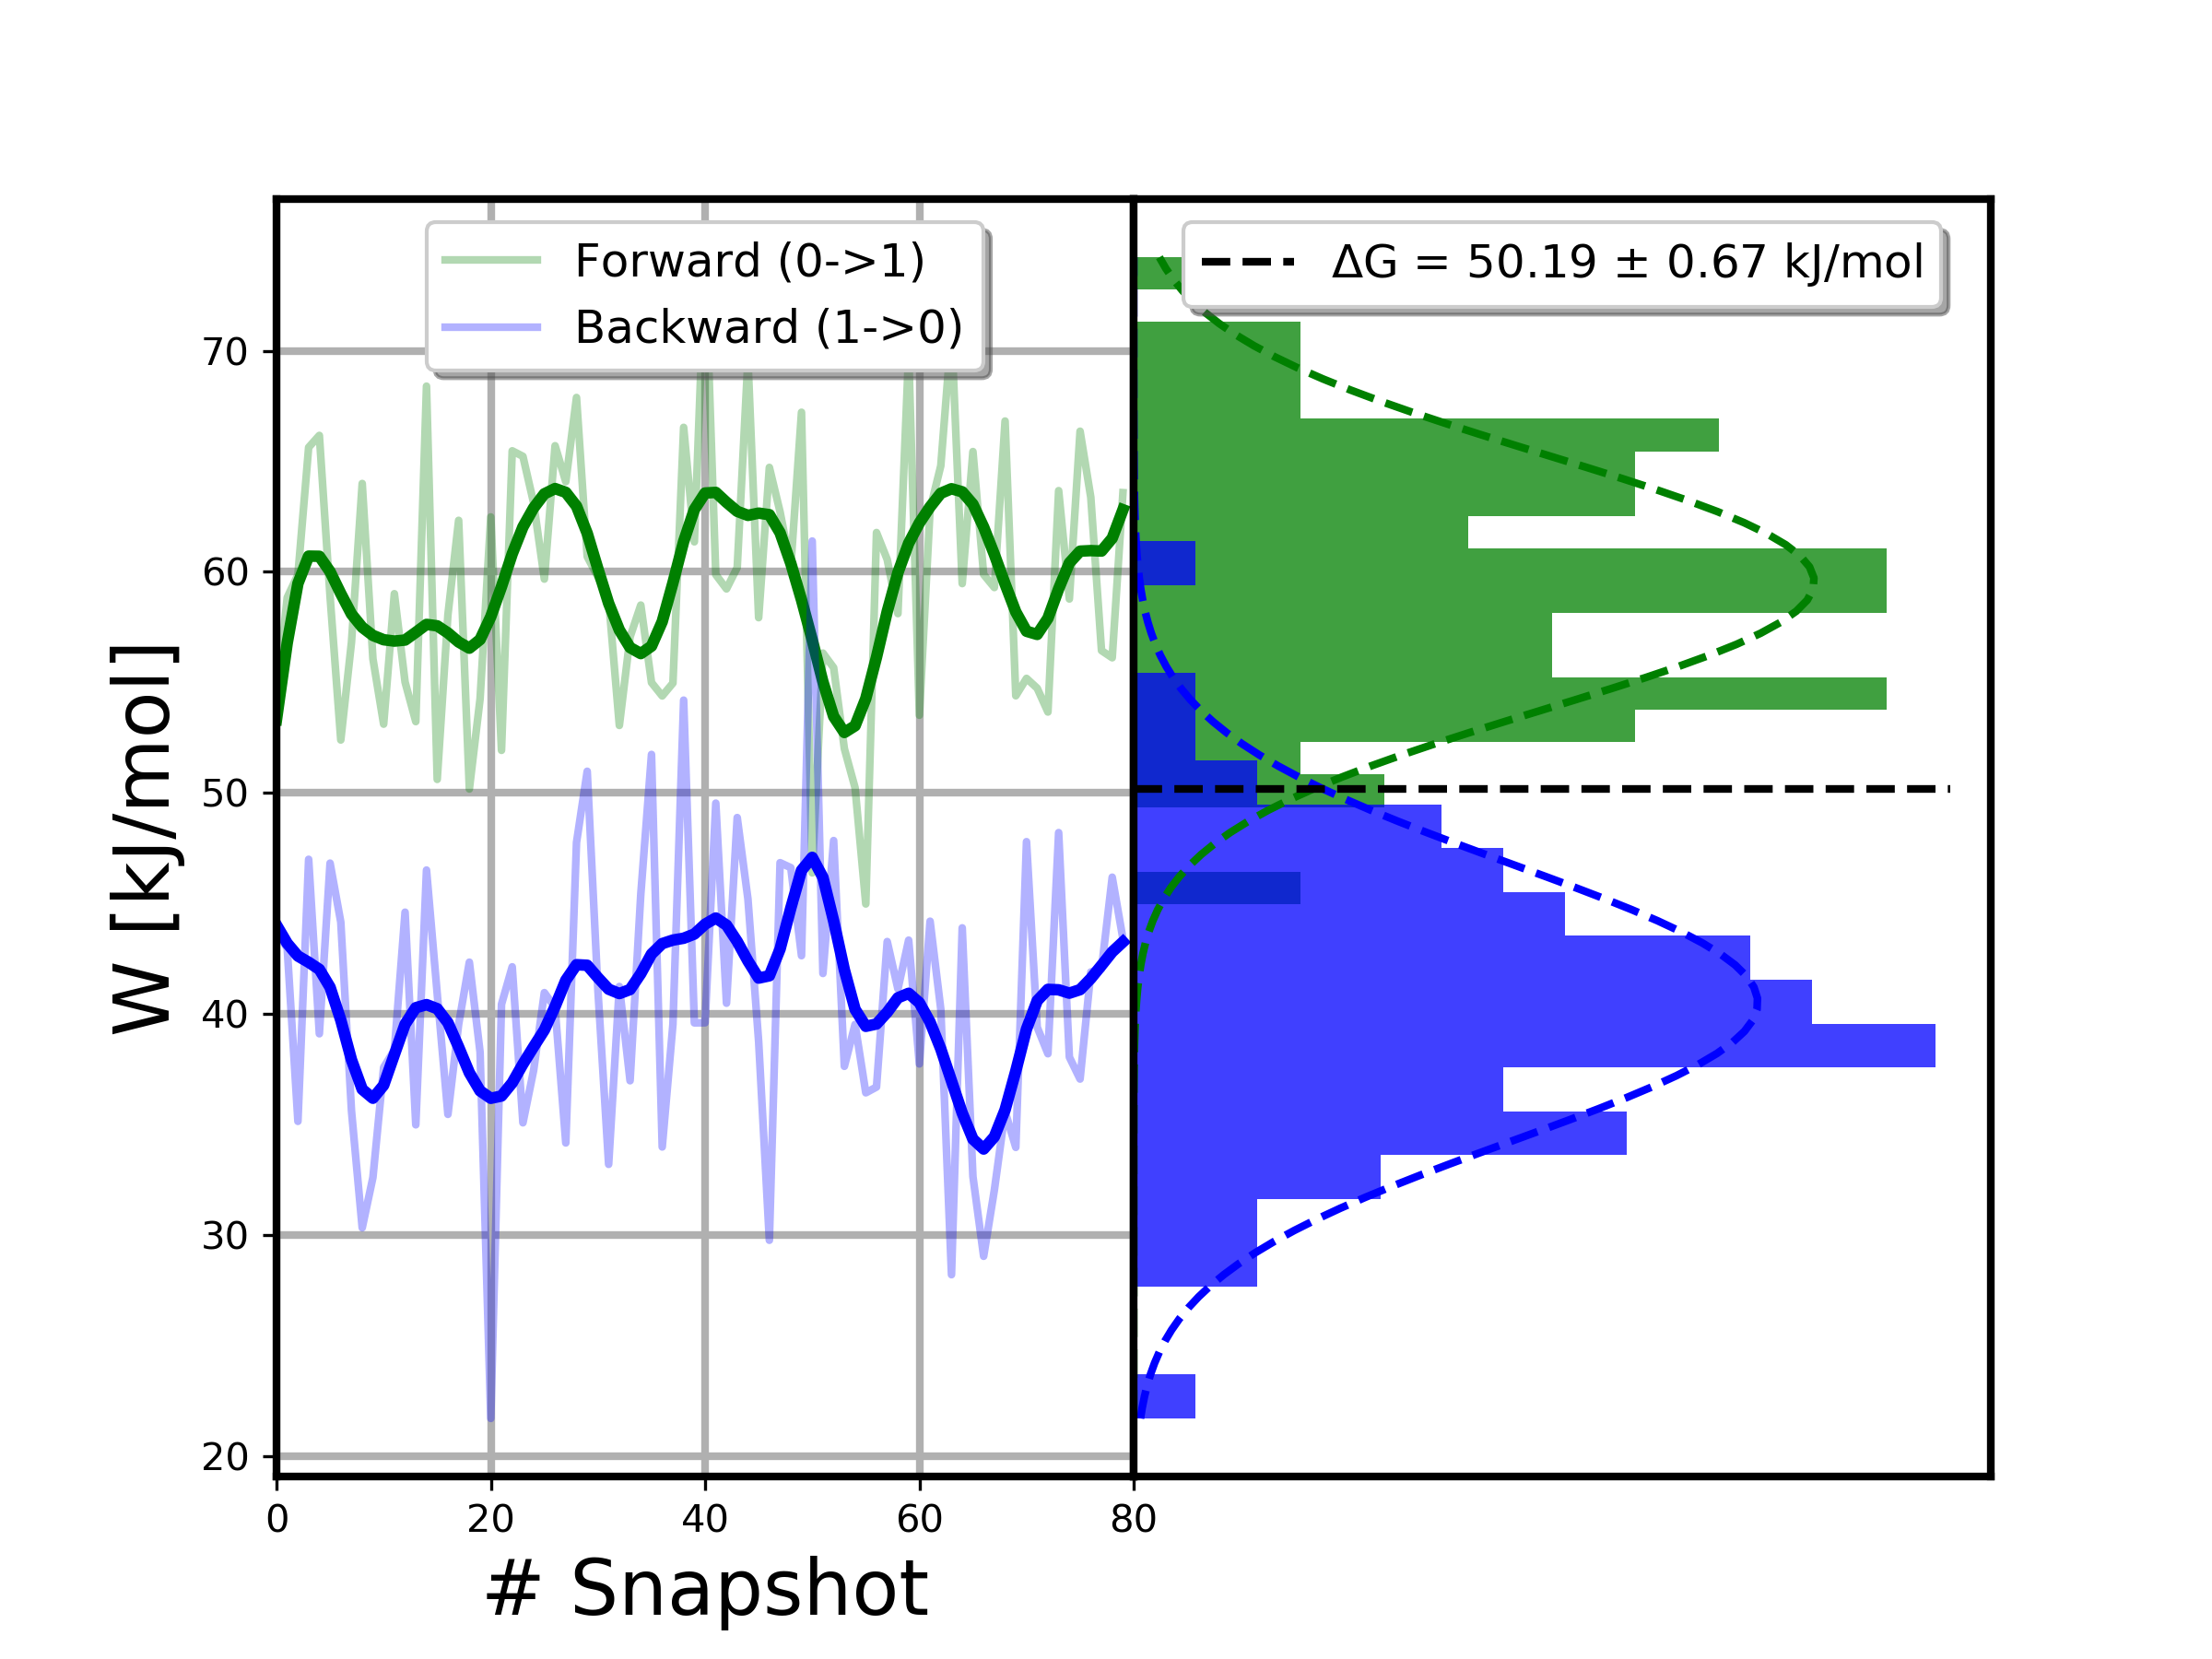 Forward (0->1)
Backward (1->0)
ΔG = 50.19 ± 0.67 kJ/mol
W [kJ/mol]
70
60
50
40
30
20
0 20 40 60 80
# Snapshot